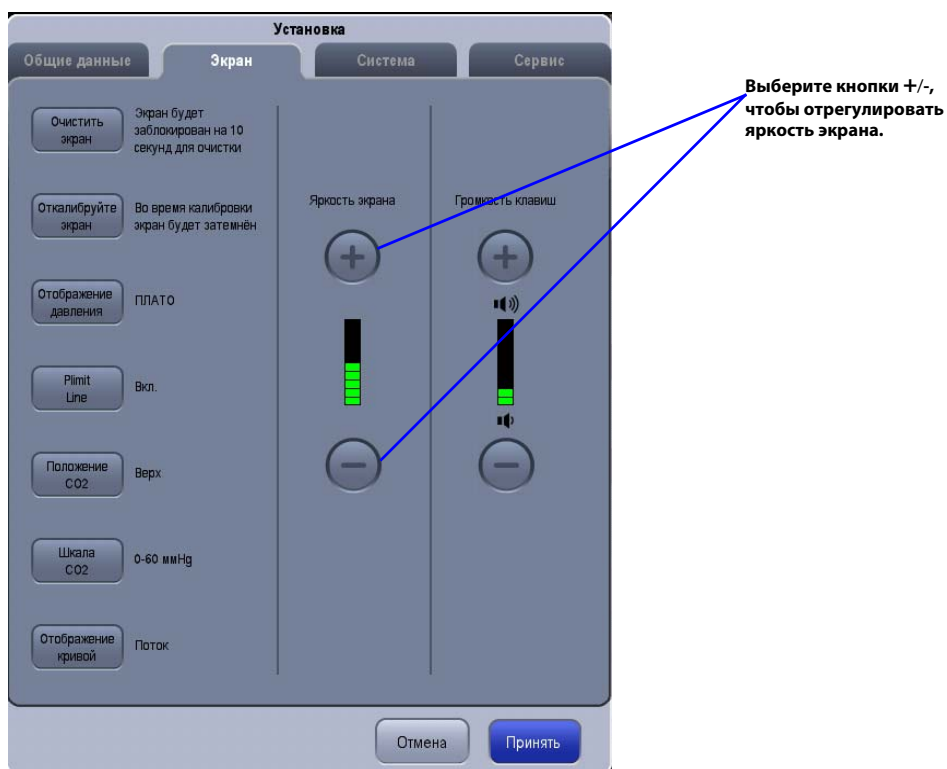 Установка
Общие данные
Экран
Система
Сервис
Очистить
экран
Экран будет
заблокирован на 10
секунд для очистки
Откалибруйте
экран
Во время калибровки
экран будет затемнён
Отображение
давления
ПЛАТО
Plimit
Line
Вкл.
Положение
CO2
Верх
Шкала
CO2
0-60 ммHg
Отображение
кривой
Поток
Яркость экрана
Громкость клавиш
Отмена
Принять
Выберите кнопки +/-,
чтобы отрегулировать
яркость экрана.